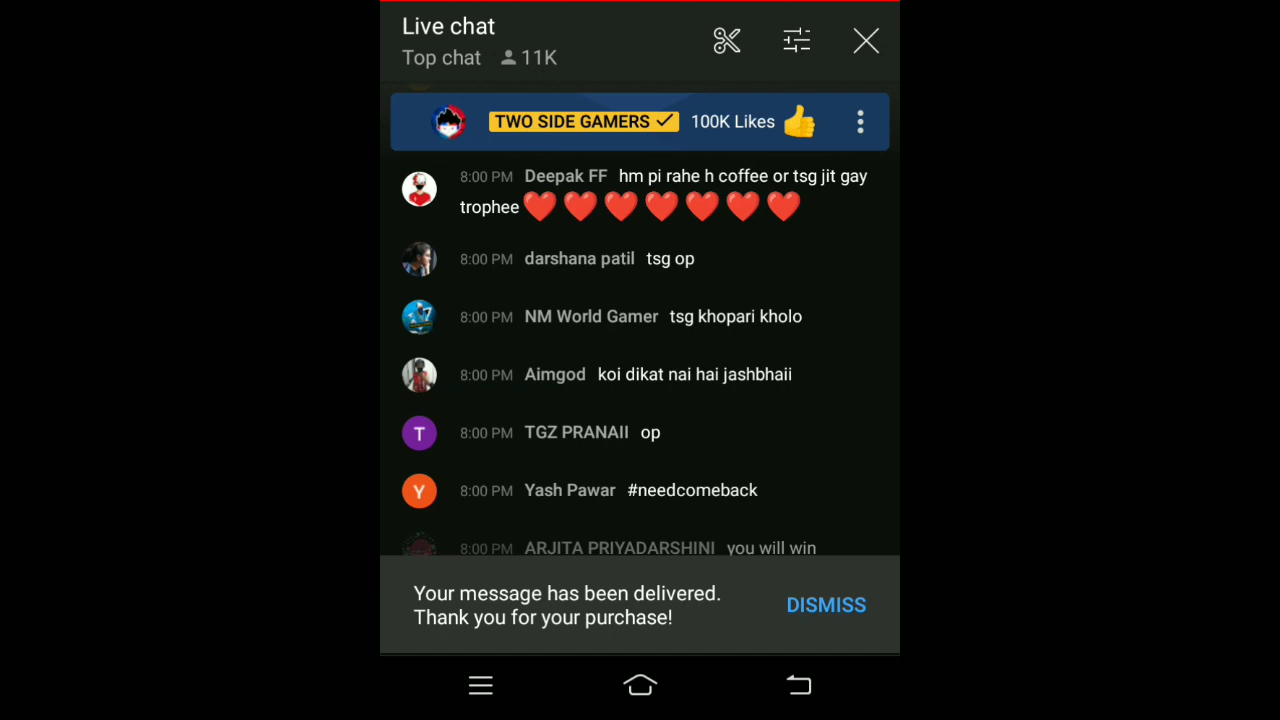 Live chat
Top chat 11K
TWO SIDE GAMERS 100K Likes 👍
8:00 PM Deepak FF hm pi rahe h coffee or tsg jit gay
trophee❤️❤️❤️❤️❤️❤️❤️
8:00 PM darshana patil tsg op
8:00 PM NM World Gamer tsg khopari kholo
8:00 PM Aimgod koi dikat nai hai jashbhaii
T 8:00 PM TGZ PRANAII op
Y 8:00 PM Yash Pawar #needcomeback
8:00 PM ARJITA PRIYADARSHINI you will win
Your message has been delivered.
Thank you for your purchase!
DISMISS